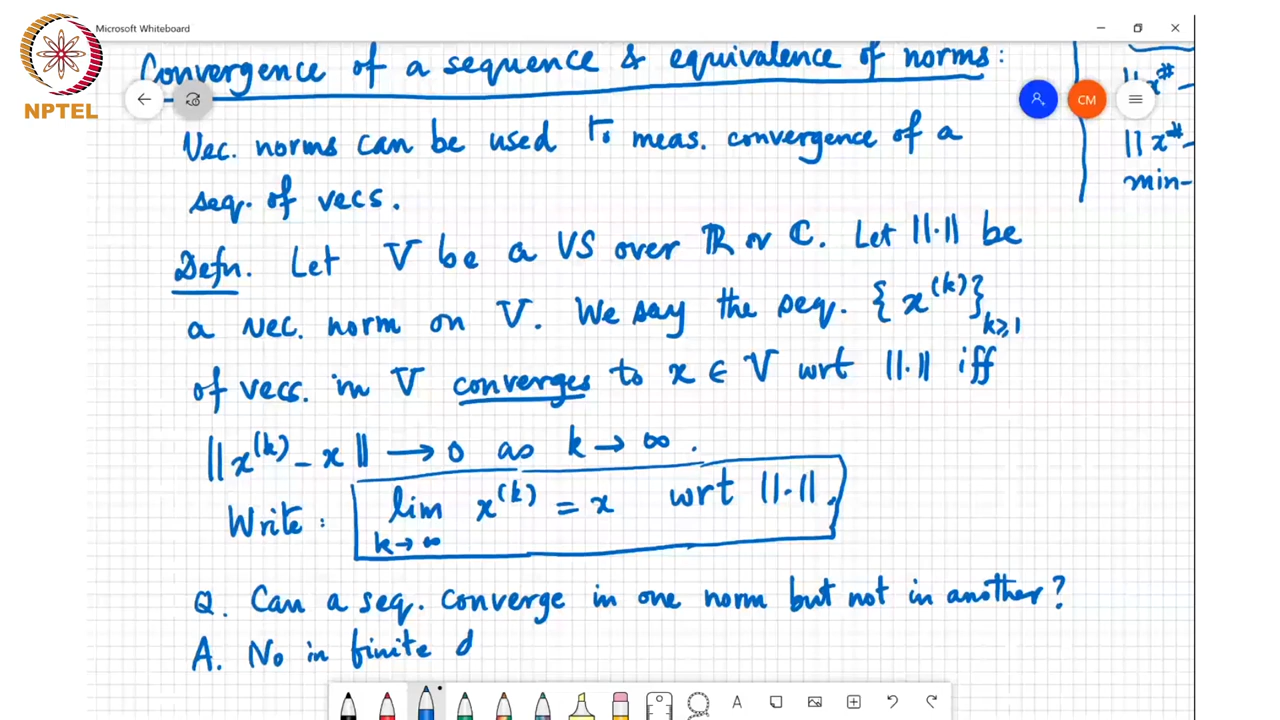 Microsoft Whiteboard
NPTEL
CM
Convergence of a sequence & equivalence of norms:
Vec. norms can be used to meas. convergence of a
seq. of vecs.
Defn. Let V be a VS over ℝ or ℂ. Let ||·|| be
a vec. norm on V. We say the seq. {x^(k)}_{k≥1}
of vecs. in V converges to x ∈ V wrt ||·|| iff
||x^(k) - x|| → 0 as k → ∞.
Write: lim_{k→∞} x^(k) = x wrt ||·||.
Q. Can a seq. converge in one norm but not in another?
A. No in finite d
||x^# -
||x^# -
min-
A